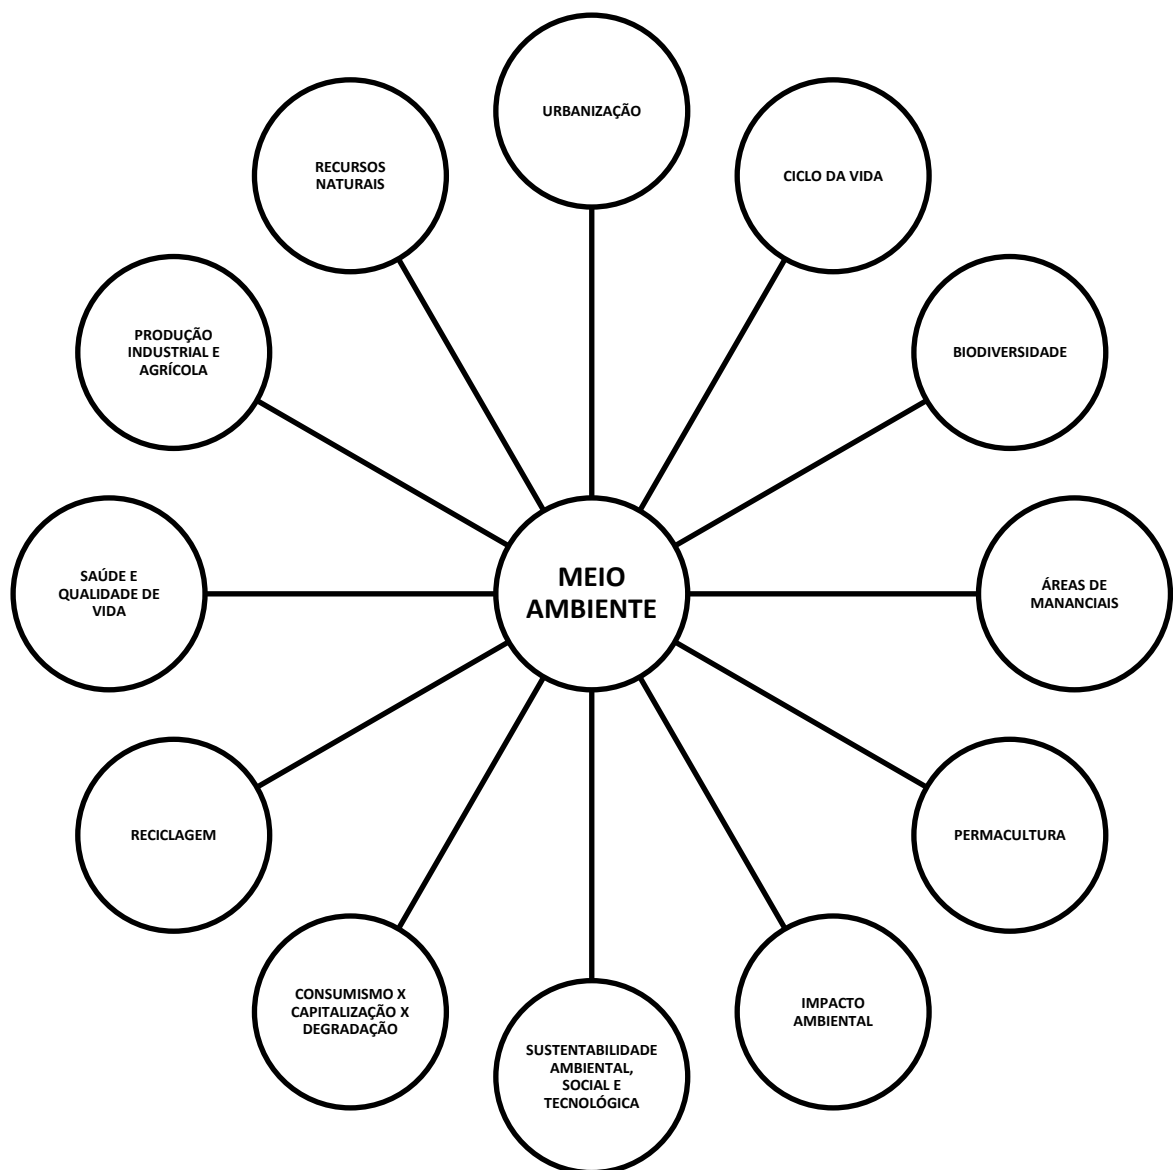 URBANIZAÇÃO
CICLO DA VIDA
RECURSOS
NATURAIS
BIODIVERSIDADE
PRODUÇÃO
INDUSTRIAL E
AGRÍCOLA
MEIO
AMBIENTE
ÁREAS DE
MANANCIAIS
SAÚDE E
QUALIDADE DE
VIDA
PERMACULTURA
RECICLAGEM
IMPACTO
AMBIENTAL
CONSUMISMO X
CAPITALIZAÇÃO X
DEGRADAÇÃO
SUSTENTABILIDADE
AMBIENTAL,
SOCIAL E
TECNOLÓGICA